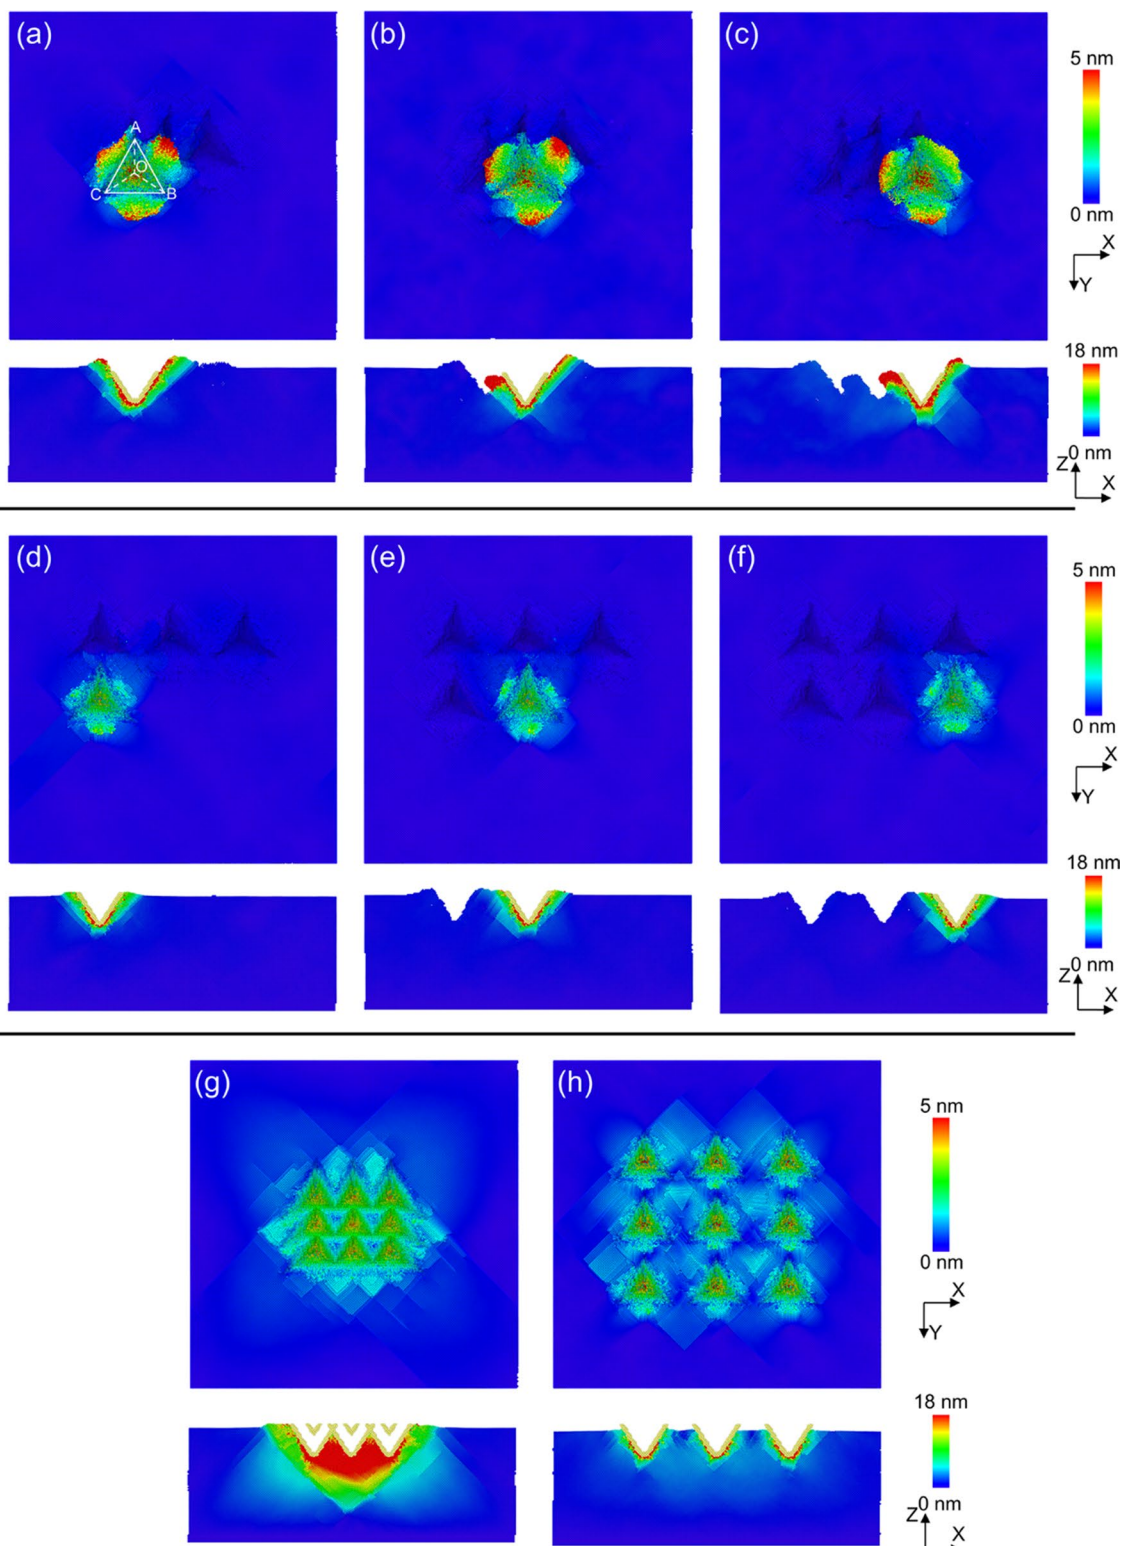 (a) (b) (c)
5 nm
A
O
C B
0 nm
X
Y
18 nm
0 nm
Z
X
(d) (e) (f)
5 nm
0 nm
X
Y
18 nm
0 nm
Z
X
(g) (h)
5 nm
0 nm
X
Y
18 nm
0 nm
Z
X